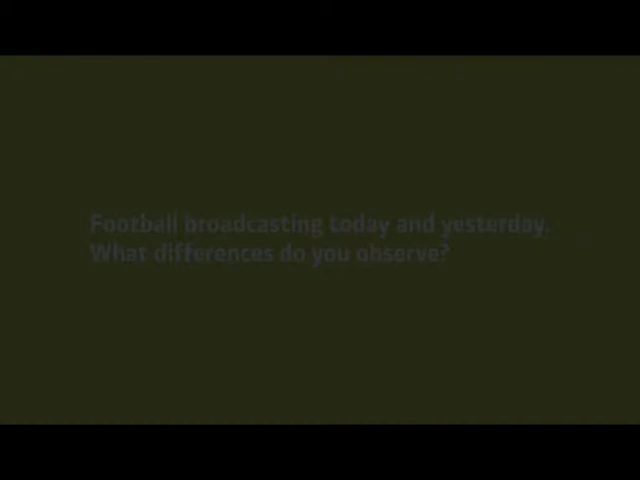 Football broadcasting today and yesterday.
What differences do you observe?